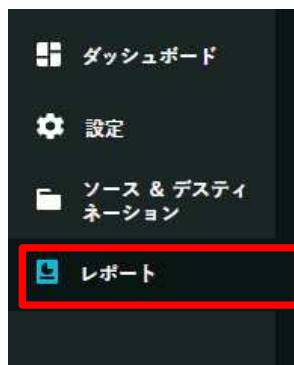 ダッシュボード
設定
ソース & デスティ
ネーション
レポート